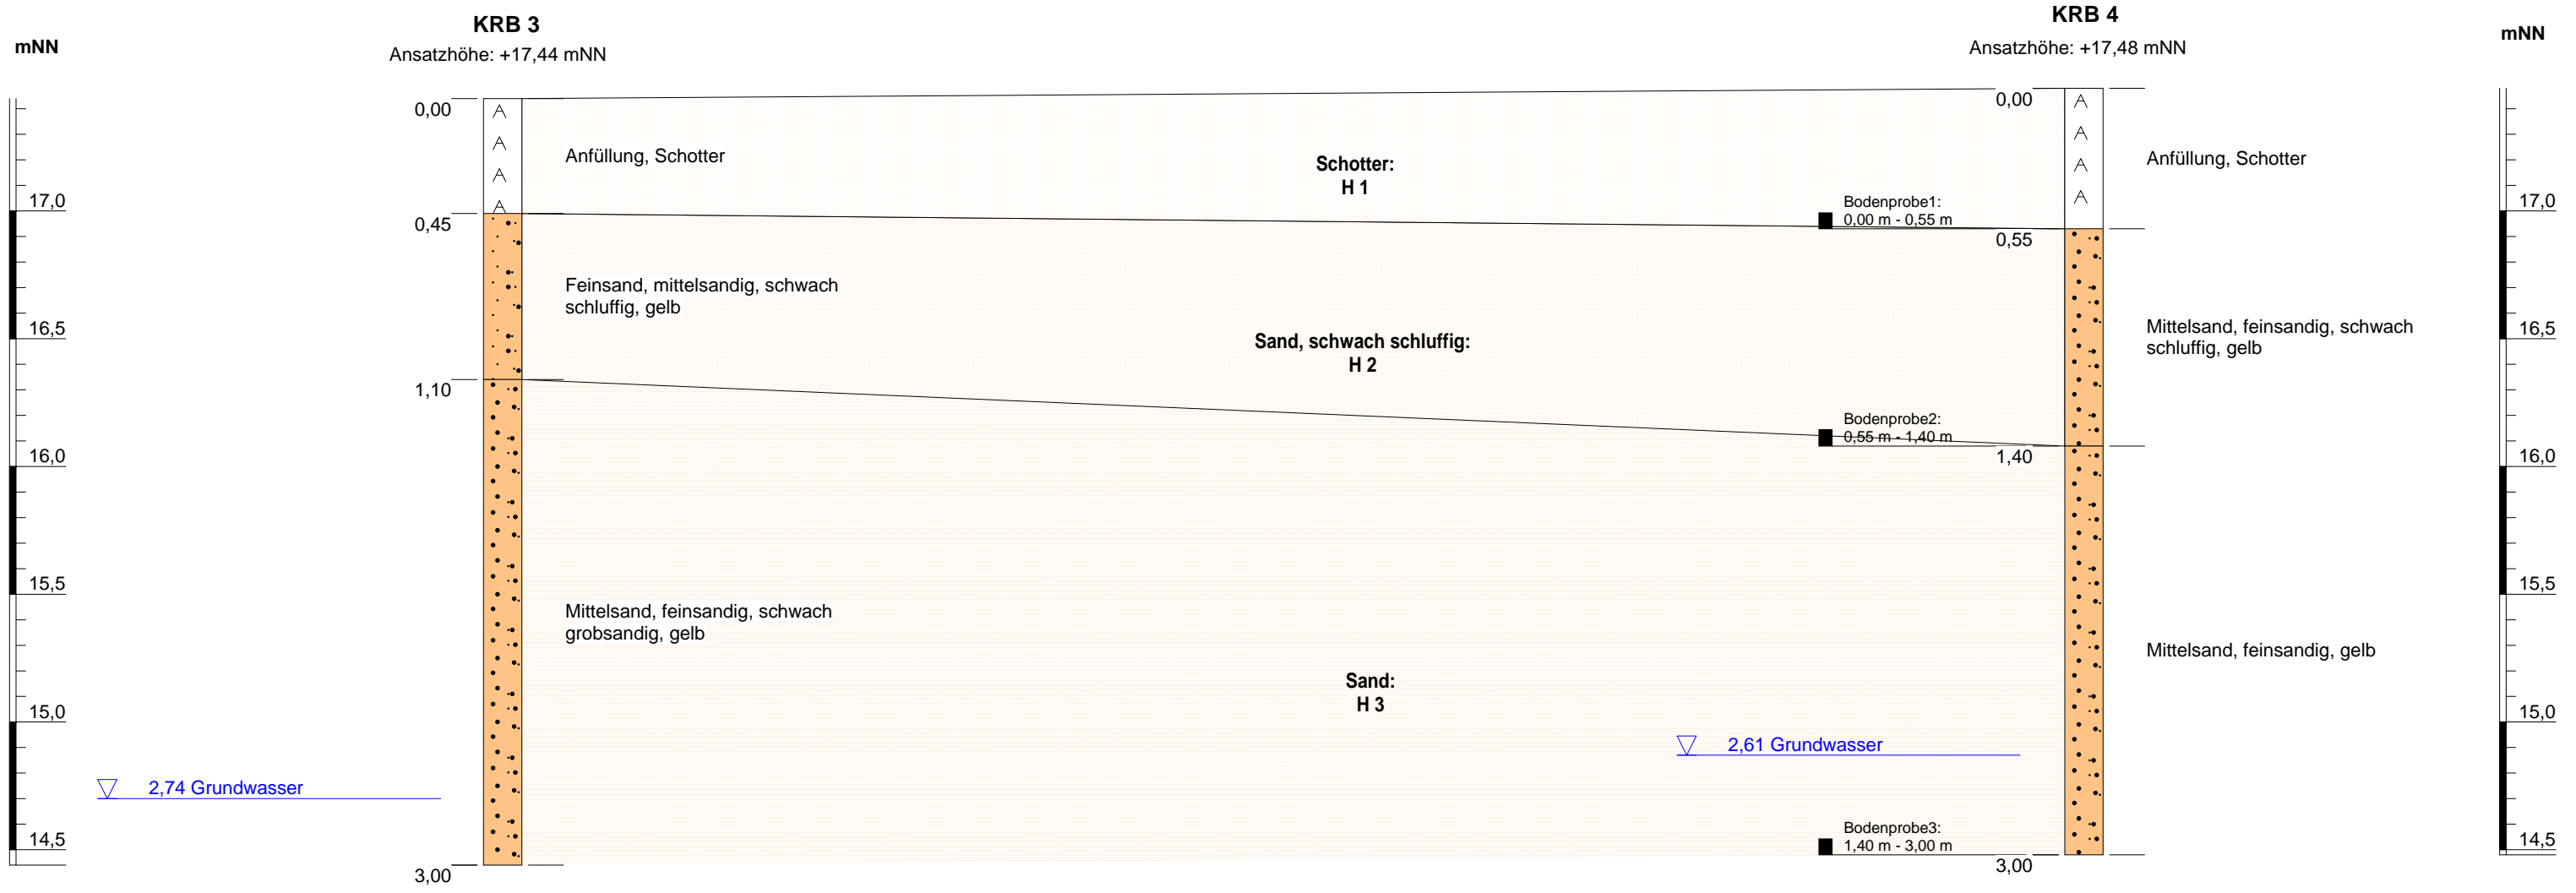 KRB 3
Ansatzhöhe: +17,44 mNN
KRB 4
Ansatzhöhe: +17,48 mNN
mNN
17,0
16,5
16,0
15,5
15,0
14,5
0,00
0,45
1,10
3,00
Anfüllung, Schotter
Feinsand, mittelsandig, schwach
schluffig, gelb
Mittelsand, feinsandig, schwach
grobsandig, gelb
2,74 Grundwasser
Schotter:
H 1
Sand, schwach schluffig:
H 2
Sand:
H 3
Bodenprobe1:
0,00 m - 0,55 m
Bodenprobe2:
0,55 m - 1,40 m
2,61 Grundwasser
Bodenprobe3:
1,40 m - 3,00 m
0,00
0,55
1,40
3,00
Anfüllung, Schotter
Mittelsand, feinsandig, schwach
schluffig, gelb
Mittelsand, feinsandig, gelb
mNN
17,0
16,5
16,0
15,5
15,0
14,5